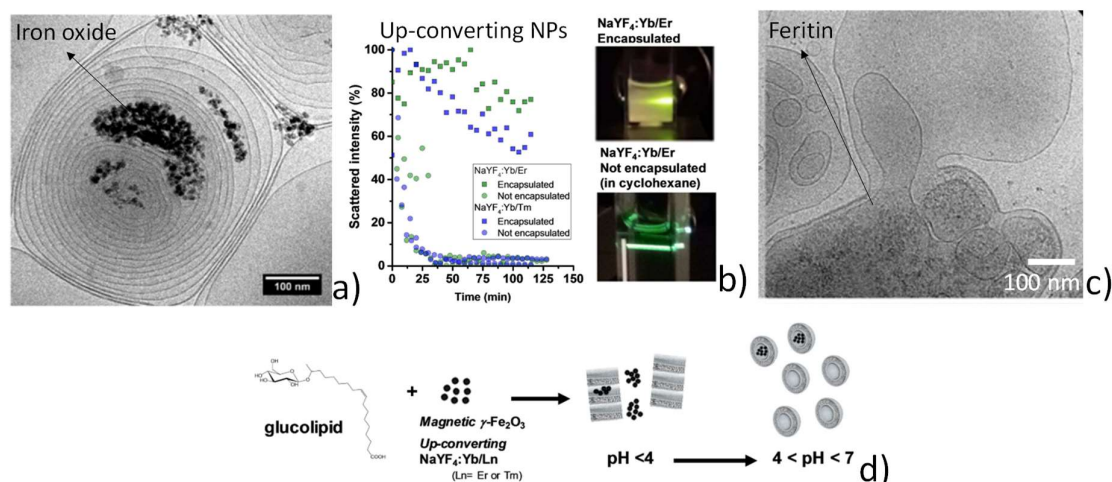 Iron oxide
100 nm
a)
Up-converting NPs
Scattered intensity (%)
100
80
60
40
20
0
NaYF₄:Yb/Er
Encapsulated
Not encapsulated
NaYF₄:Yb/Tm
Encapsulated
Not encapsulated
0 25 50 75 100 125 150
Time (min)
NaYF₄:Yb/Er
Encapsulated
NaYF₄:Yb/Er
Not encapsulated
(in cyclohexane)
b)
Feritin
100 nm
c)
OH
HO
HO
OH
O
O
COOH
glucolipid
+
Magnetic γ-Fe₂O₃
Up-converting
NaYF₄:Yb/Ln
(Ln= Er or Tm)
pH <4
4 < pH < 7
d)